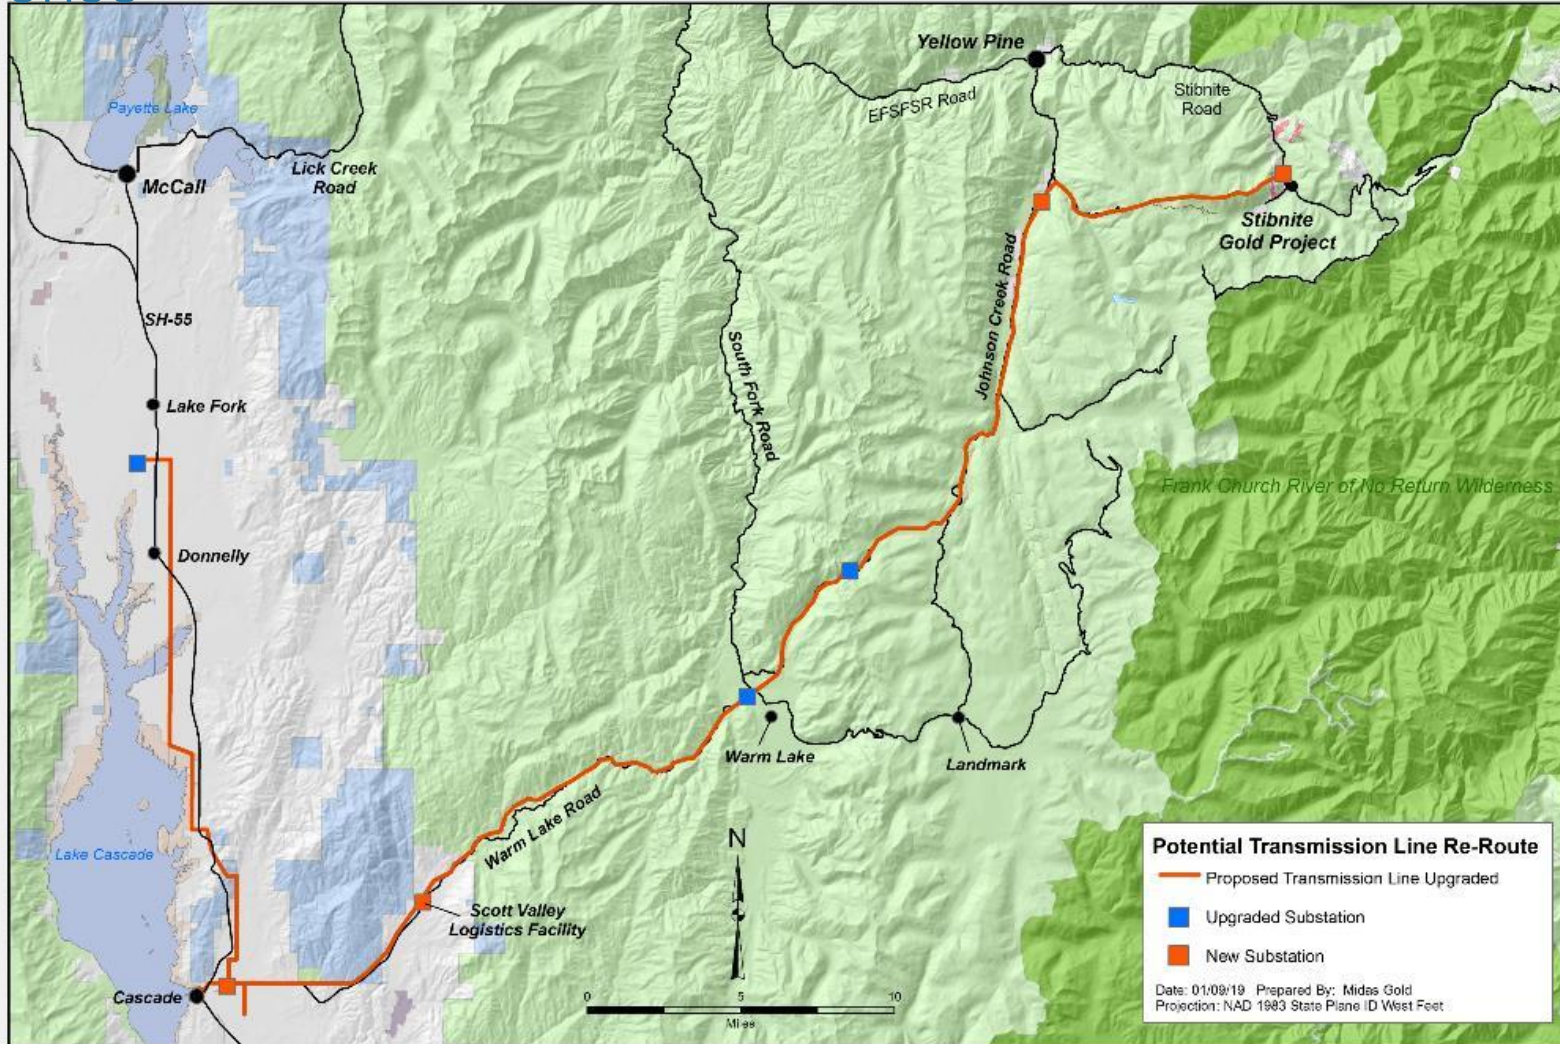 Yellow Pine
EFSFSR Road
Stibnite
Road
Payette Lake
McCall
Lick Creek
Road
Stibnite
Gold Project
Johnson Creek Road
SH-55
South Fork Road
Lake Fork
Frank Church River of No Return Wilderness
Donnelly
Warm Lake
Landmark
Warm Lake Road
Lake Cascade
Scott Valley
Logistics Facility
Cascade
N
0 5 10
Miles
Potential Transmission Line Re-Route
Proposed Transmission Line Upgraded
Upgraded Substation
New Substation
Date: 01/09/19 Prepared By: Midas Gold
Projection: NAD 1983 State Plane ID West Feet